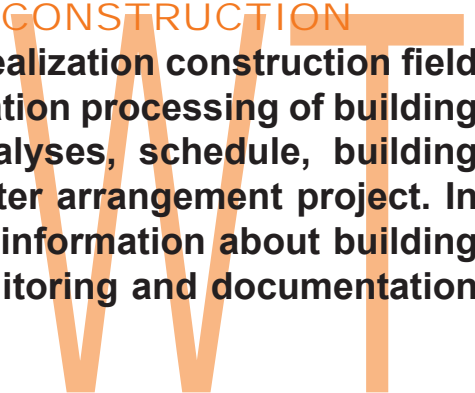 CONSTRUCTION
ealization construction field
ation processing of building
alyses, schedule, building
ter arrangement project. In
information about building
itoring and documentation
WT